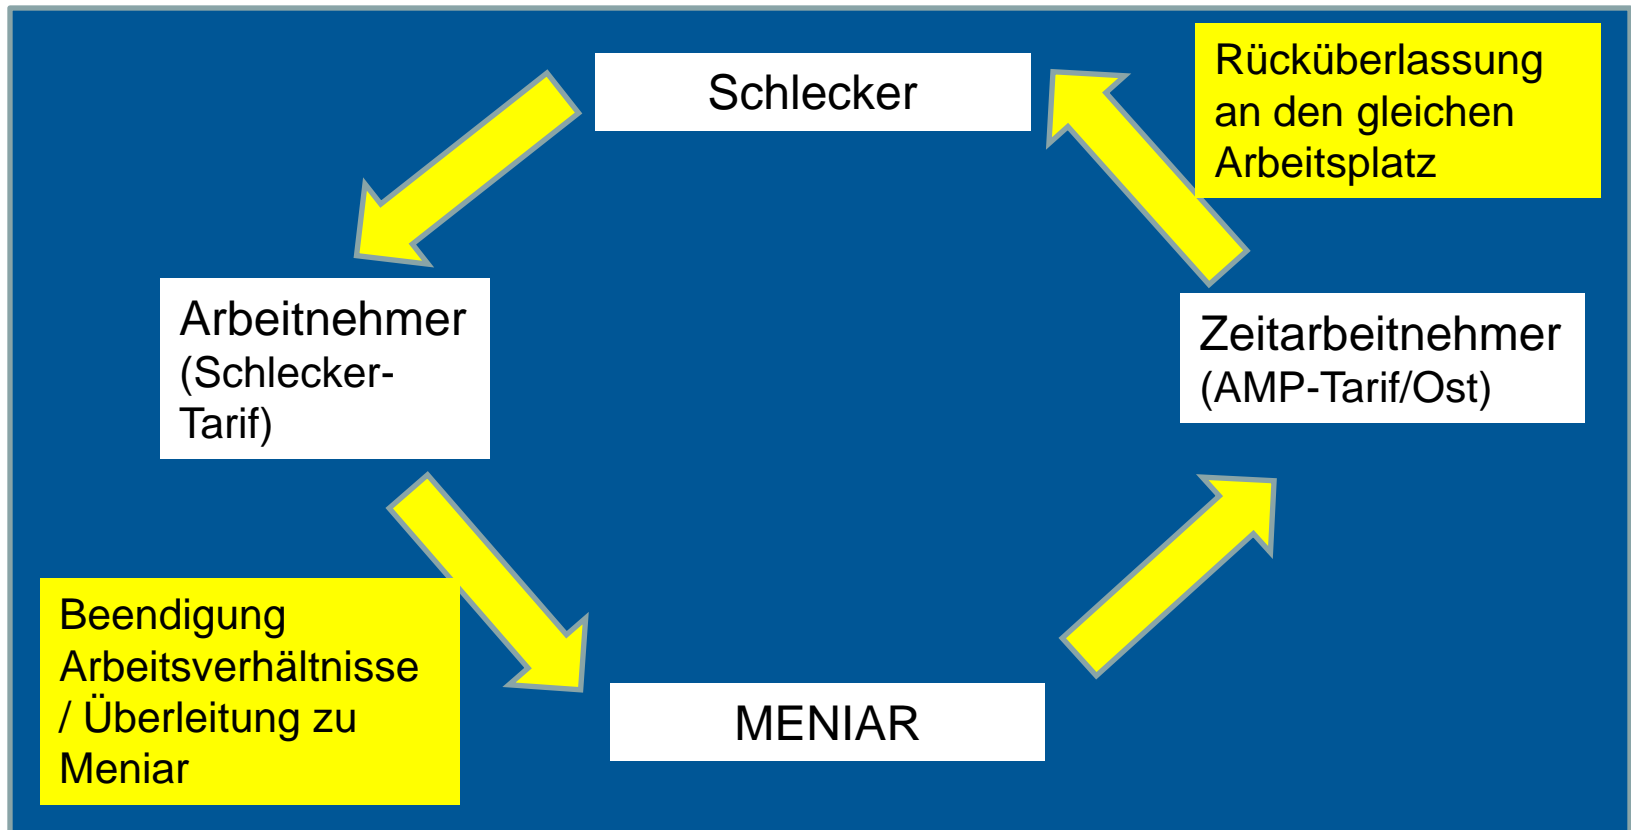 Schlecker
Rücküberlassung
an den gleichen
Arbeitsplatz
Arbeitnehmer
(Schlecker-
Tarif)
Zeitarbeitnehmer
(AMP-Tarif/Ost)
Beendigung
Arbeitsverhältnisse
/ Überleitung zu
Meniar
MENIAR